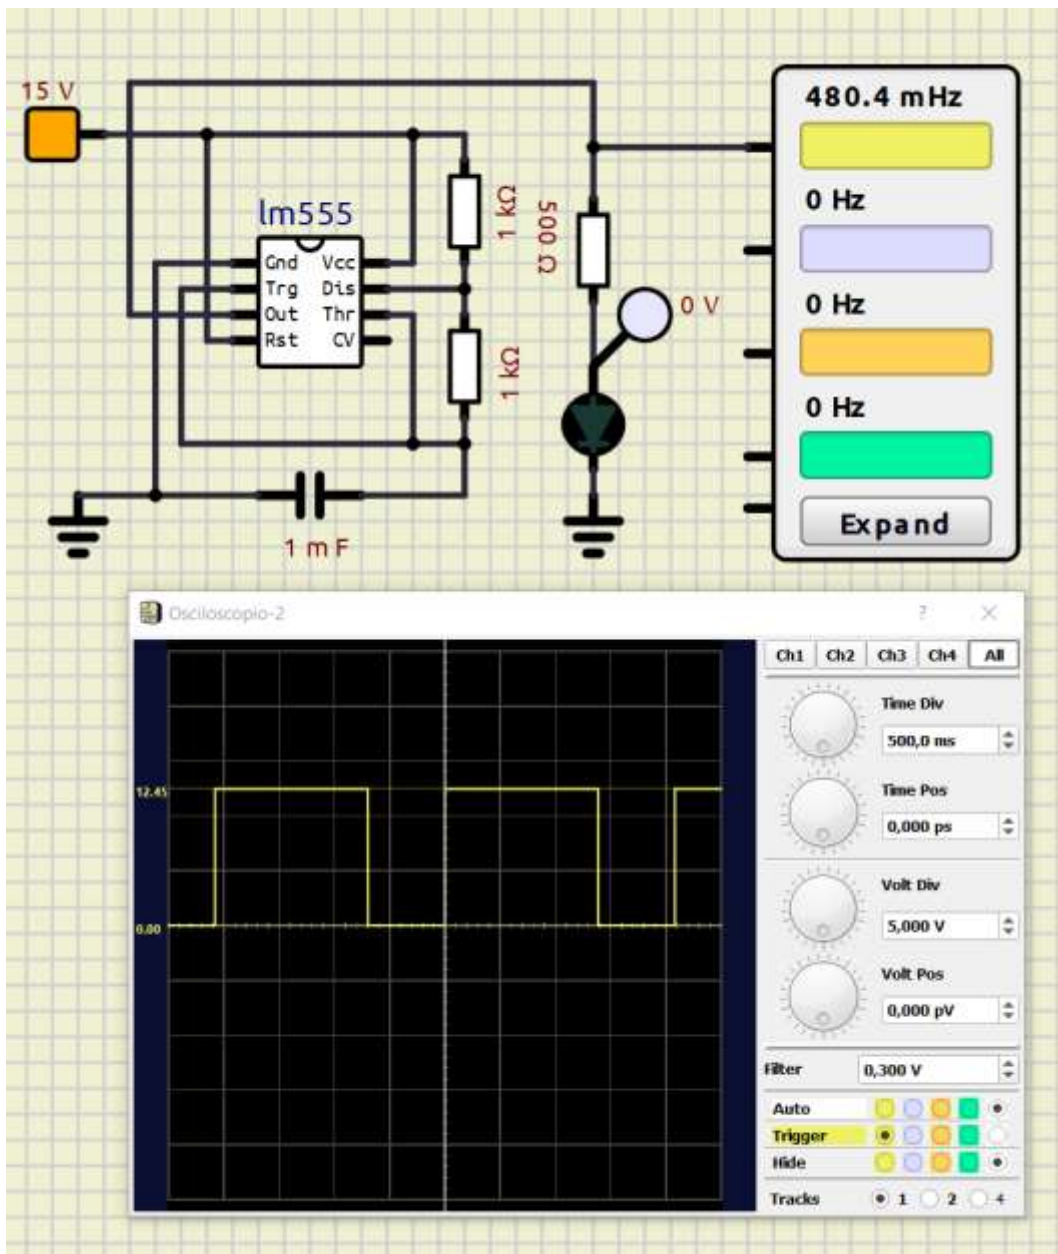 15 V
lm555
Gnd Vcc
Trg Dis
Out Thr
Rst CV
1 kΩ
1 kΩ
500 Ω
0 V
1 m F
480.4 mHz
0 Hz
0 Hz
0 Hz
Expand
Osciloscopio-2
?
Ch1 Ch2 Ch3 Ch4 All
Time Div
500,0 ms
Time Pos
0,000 ps
Volt Div
5,000 V
Volt Pos
0,000 pV
Filter 0,300 V
Auto
Trigger
Hide
Tracks 1 2 4
12.45